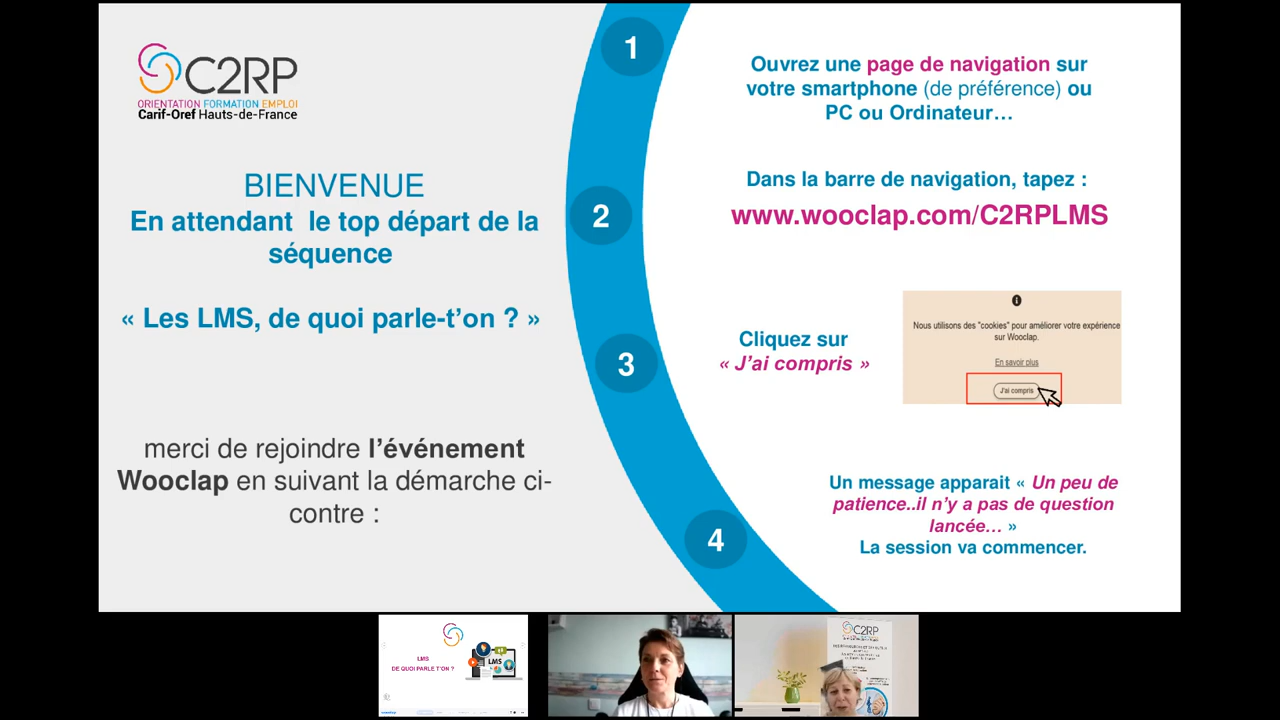 C2RP
ORIENTATION FORMATION EMPLOI
Carif-Oref Hauts-de-France
BIENVENUE
En attendant le top départ de la
séquence
« Les LMS, de quoi parle-t’on ? »
merci de rejoindre l’événement
Wooclap en suivant la démarche ci-
contre :
1
Ouvrez une page de navigation sur
votre smartphone (de préférence) ou
PC ou Ordinateur…
2
Dans la barre de navigation, tapez :
www.wooclap.com/C2RPLMS
3
Cliquez sur
« J’ai compris »
Nous utilisons des "cookies" pour améliorer votre expérience
sur Wooclap.
En savoir plus
J'ai compris
4
Un message apparait « Un peu de
patience..il n’y a pas de question
lancée… »
La session va commencer.
LMS
DE QUOI PARLE T'ON ?
LMS
C2RP